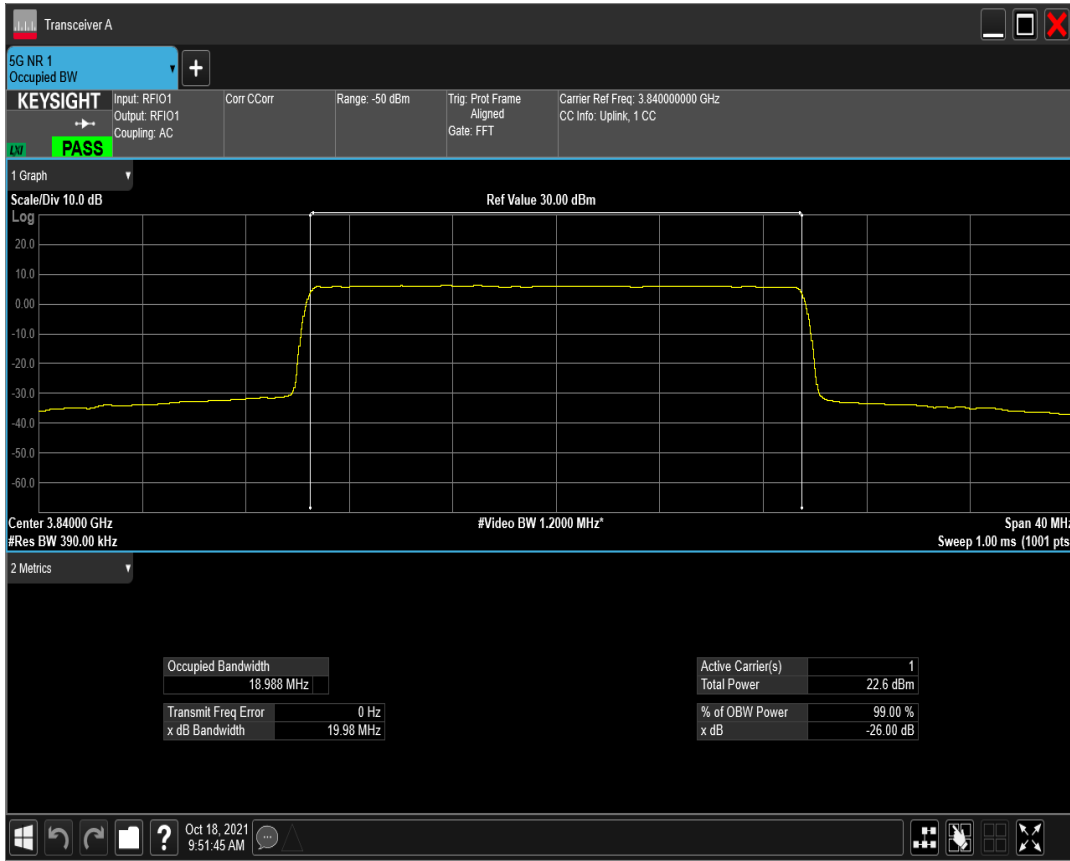 Transceiver A
5G NR 1
Occupied BW
KEYSIGHT
LXI
PASS
Input: RFIO1
Output: RFIO1
Coupling: AC
Corr CCorr
Range: -50 dBm
Trig: Prot Frame
Aligned
Gate: FFT
Carrier Ref Freq: 3.840000000 GHz
CC Info: Uplink, 1 CC
1 Graph
Scale/Div 10.0 dB
Ref Value 30.00 dBm
Log
20.0
10.0
0.00
-10.0
-20.0
-30.0
-40.0
-50.0
-60.0
Center 3.84000 GHz
#Video BW 1.2000 MHz*
Span 40 MHz
#Res BW 390.00 kHz
Sweep 1.00 ms (1001 pts
2 Metrics
Occupied Bandwidth
18.988 MHz
Transmit Freq Error 0 Hz
x dB Bandwidth 19.98 MHz
Active Carrier(s) 1
Total Power 22.6 dBm
% of OBW Power 99.00 %
x dB -26.00 dB
?
Oct 18, 2021
9:51:45 AM